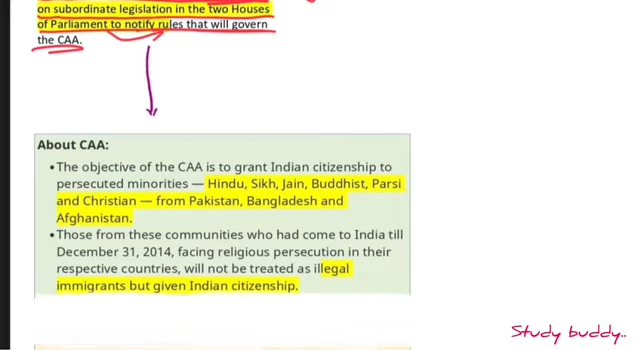 on subordinate legislation in the two Houses
of Parliament to notify rules that will govern
the CAA.
About CAA:
• The objective of the CAA is to grant Indian citizenship to
persecuted minorities — Hindu, Sikh, Jain, Buddhist, Parsi
and Christian — from Pakistan, Bangladesh and
Afghanistan.
• Those from these communities who had come to India till
December 31, 2014, facing religious persecution in their
respective countries, will not be treated as illegal
immigrants but given Indian citizenship.
Study buddy..